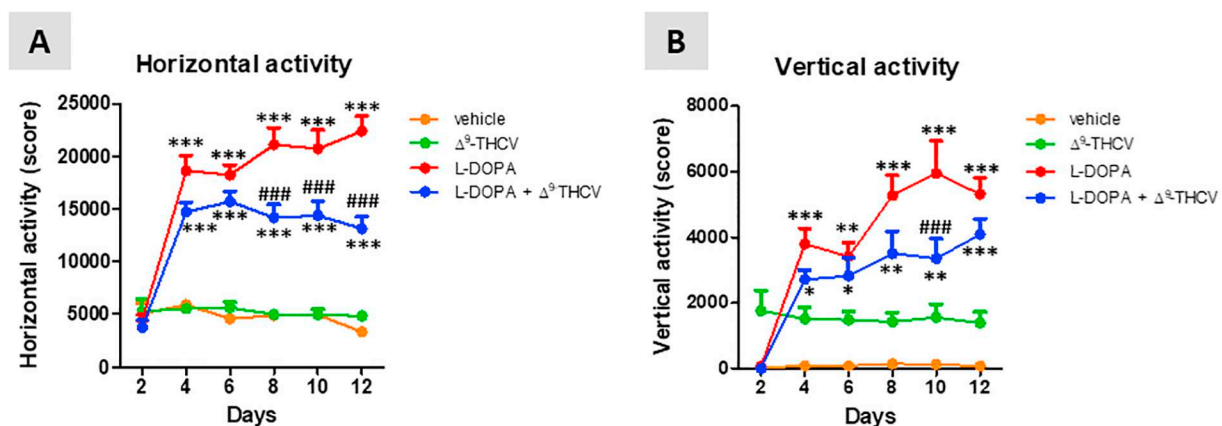 A
Horizontal activity
Horizontal activity (score)
25000
20000
15000
10000
5000
0
*** *** *** *** ***
### ### ###
*** *** *** *** ***
2 4 6 8 10 12
Days
vehicle
Δ⁹-THCV
L-DOPA
L-DOPA + Δ⁹-THCV
B
Vertical activity
Vertical activity (score)
8000
6000
4000
2000
0
*** ** *** *** ***
###
* * ** ** ***
2 4 6 8 10 12
Days
vehicle
Δ⁹-THCV
L-DOPA
L-DOPA + Δ⁹-THCV